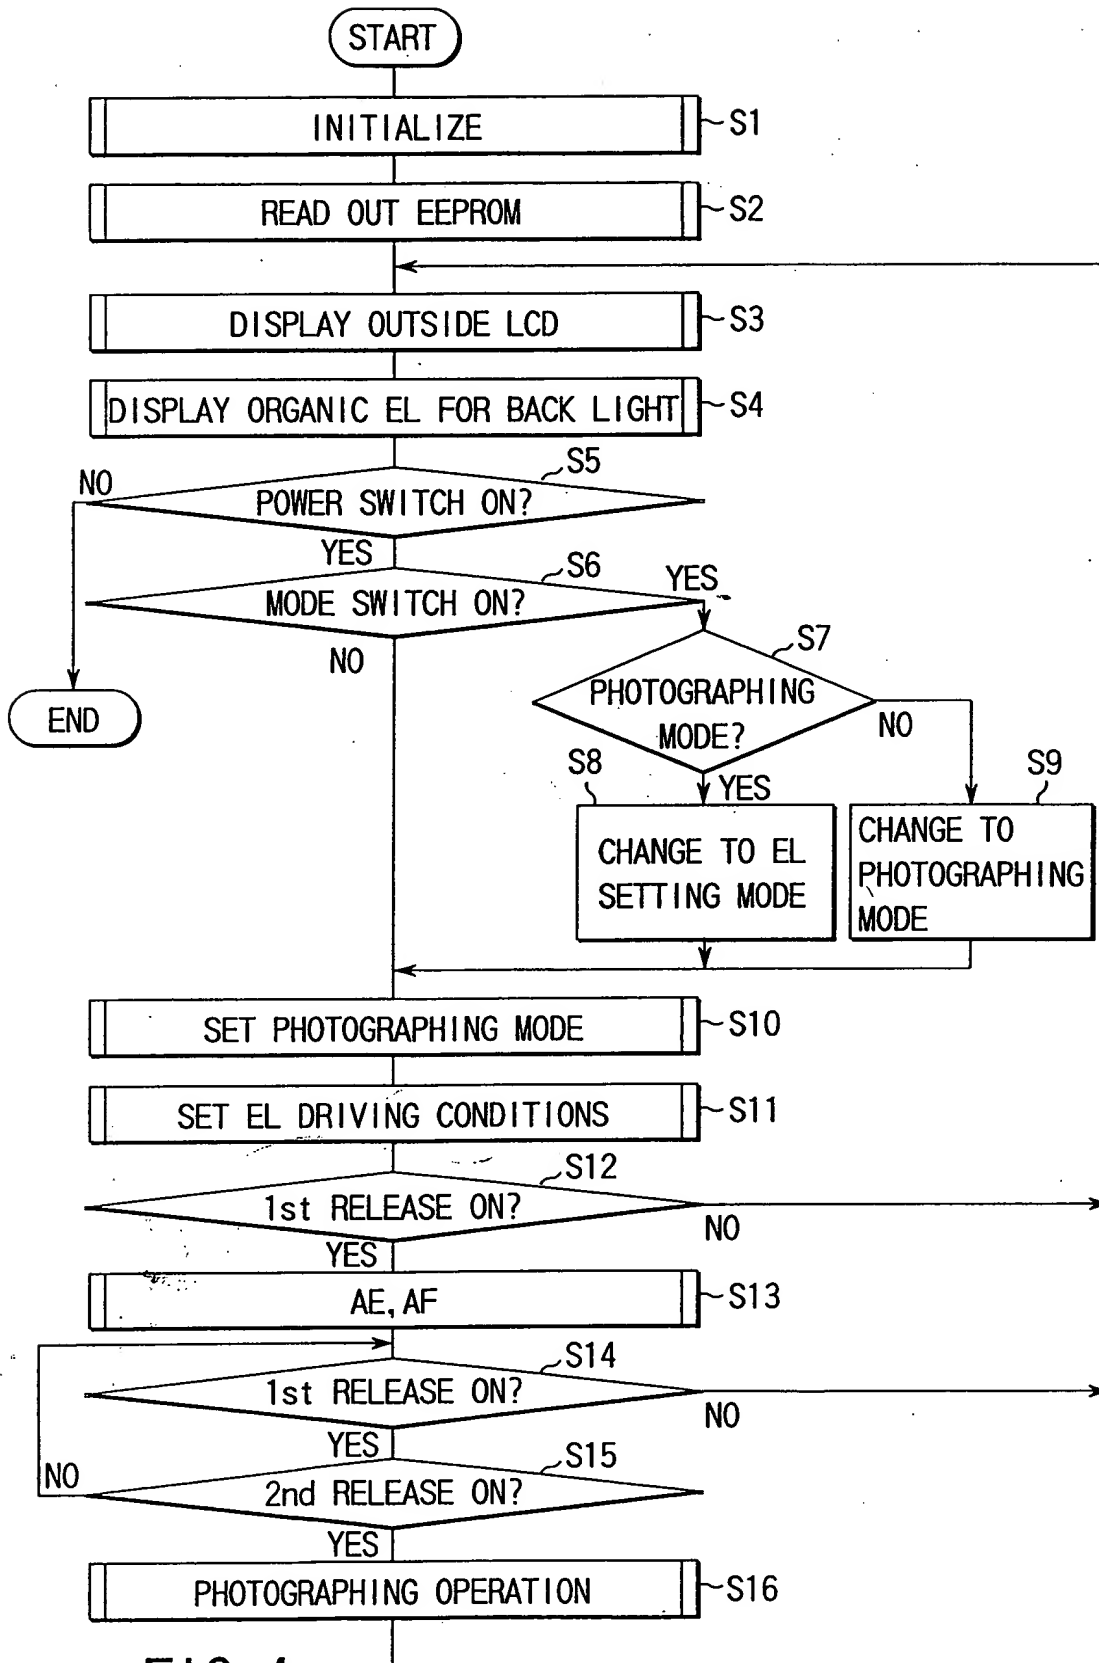 START
INITIALIZE
S1
READ OUT EEPROM
S2
DISPLAY OUTSIDE LCD
S3
DISPLAY ORGANIC EL FOR BACK LIGHT
S4
S5
NO
POWER SWITCH ON?
YES
S6
YES
MODE SWITCH ON?
NO
S7
PHOTOGRAPHING
MODE?
NO
END
S8
YES
S9
CHANGE TO EL
SETTING MODE
CHANGE TO
PHOTOGRAPHING
MODE
SET PHOTOGRAPHING MODE
S10
SET EL DRIVING CONDITIONS
S11
S12
1st RELEASE ON?
NO
YES
AE, AF
S13
S14
1st RELEASE ON?
NO
YES
S15
NO
2nd RELEASE ON?
YES
PHOTOGRAPHING OPERATION
S16